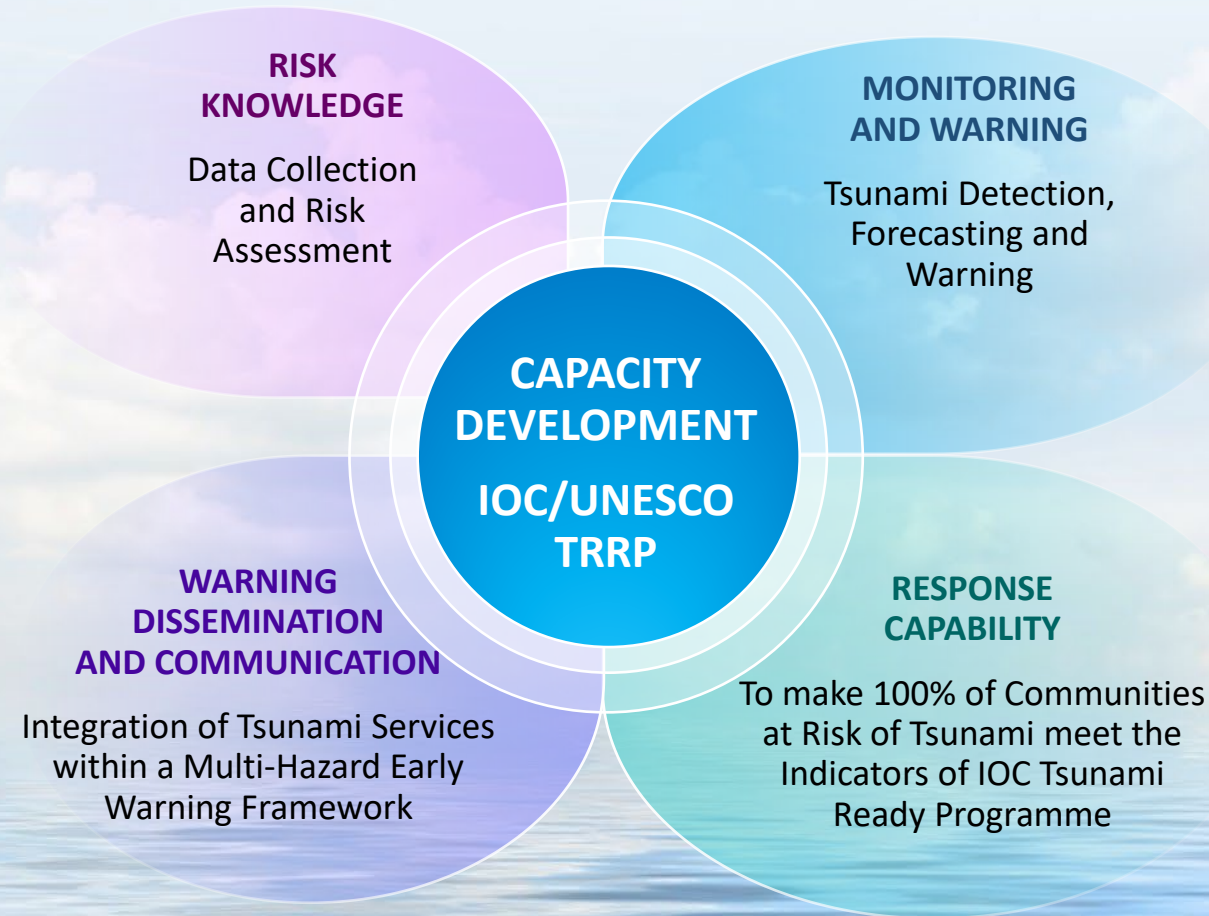 RISK
KNOWLEDGE
Data Collection
and Risk
Assessment
MONITORING
AND WARNING
Tsunami Detection,
Forecasting and
Warning
CAPACITY
DEVELOPMENT
IOC/UNESCO
TRRP
WARNING
DISSEMINATION
AND COMMUNICATION
Integration of Tsunami Services
within a Multi-Hazard Early
Warning Framework
RESPONSE
CAPABILITY
To make 100% of Communities
at Risk of Tsunami meet the
Indicators of IOC Tsunami
Ready Programme